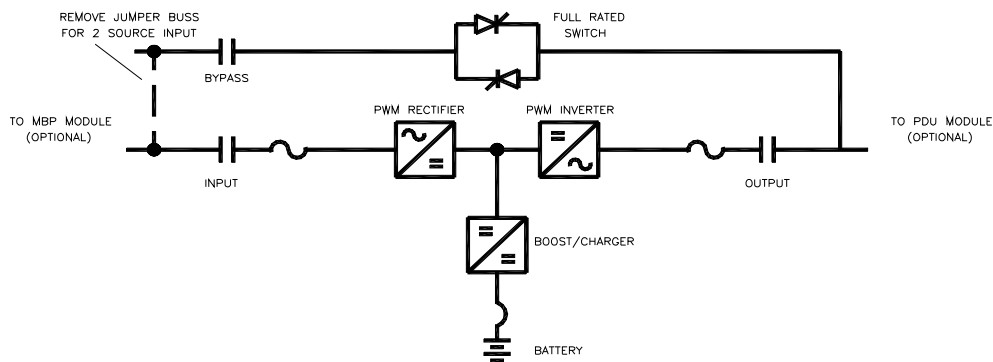 REMOVE JUMPER BUSS
FOR 2 SOURCE INPUT
FULL RATED
SWITCH
BYPASS
PWM RECTIFIER
PWM INVERTER
TO MBP MODULE
(OPTIONAL)
TO PDU MODULE
(OPTIONAL)
INPUT
OUTPUT
BOOST/CHARGER
BATTERY